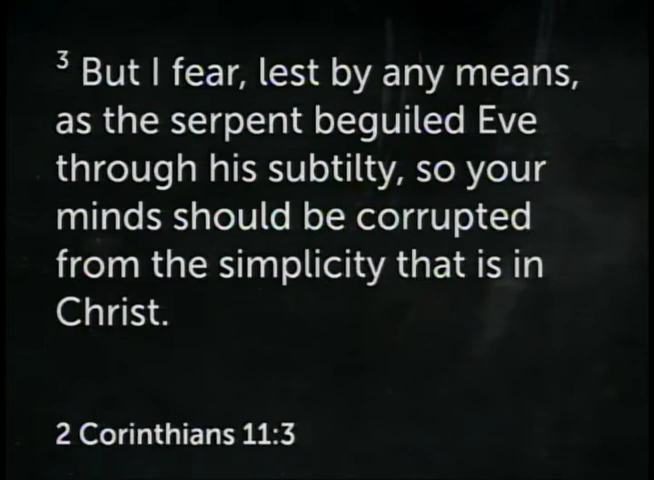 ³ But I fear, lest by any means,
as the serpent beguiled Eve
through his subtilty, so your
minds should be corrupted
from the simplicity that is in
Christ.
2 Corinthians 11:3